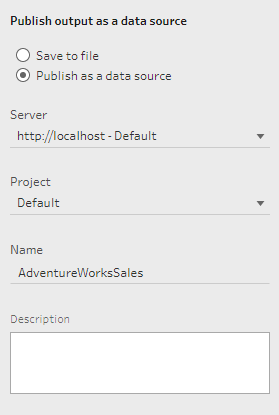 Publish output as a data source
Save to file
Publish as a data source
Server
http://localhost - Default
Project
Default
Name
AdventureWorksSales
Description